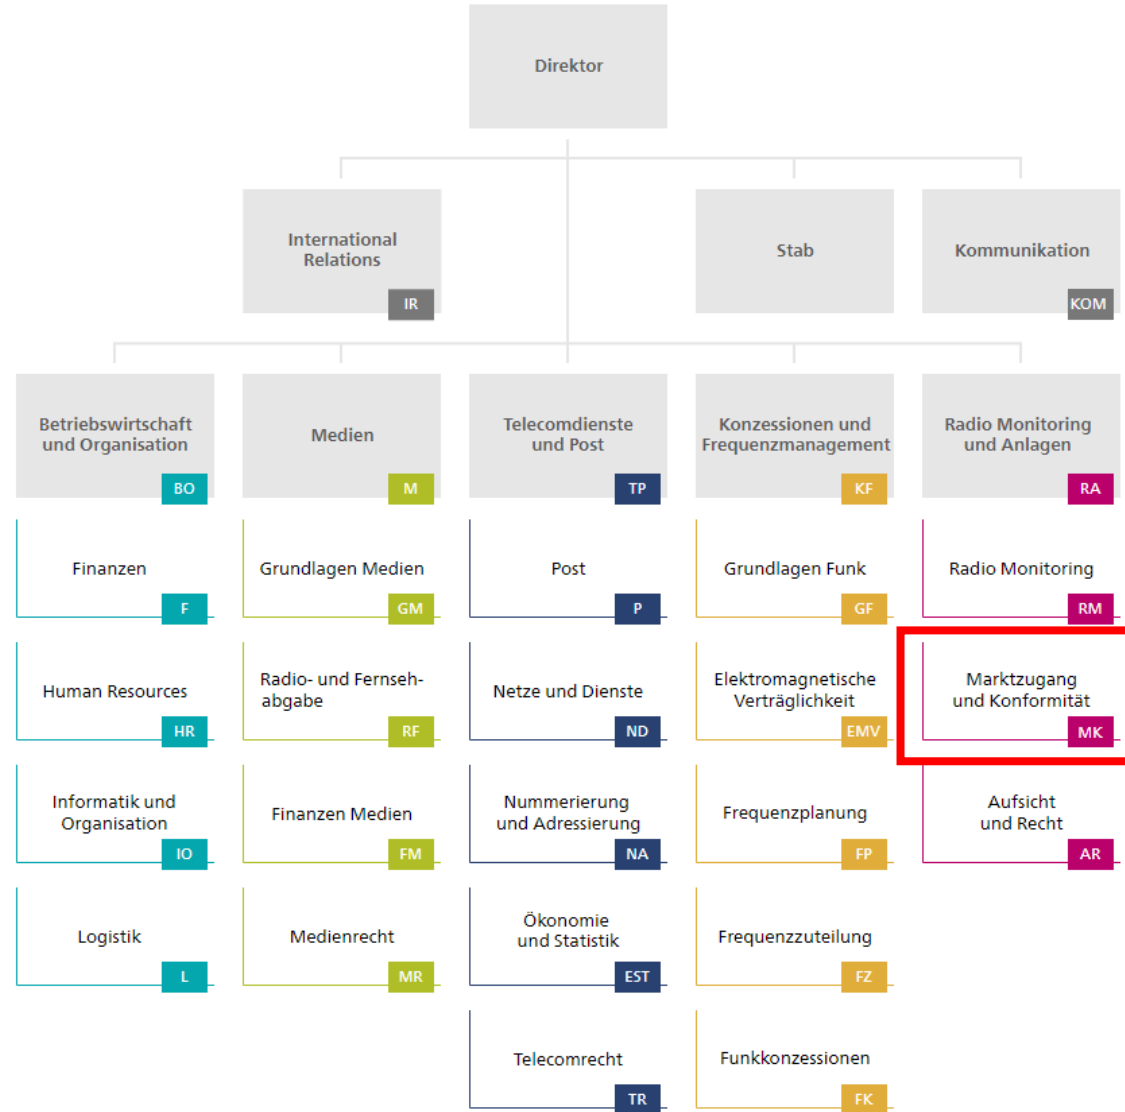 Direktor
International
Relations
IR
Stab
Kommunikation
KOM
Betriebswirtschaft
und Organisation
BO
Medien
M
Telecomdienste
und Post
TP
Konzessionen und
Frequenzmanagement
KF
Radio Monitoring
und Anlagen
RA
Finanzen
F
Grundlagen Medien
GM
Post
P
Grundlagen Funk
GF
Radio Monitoring
RM
Human Resources
HR
Radio- und Fernseh-
abgabe
RF
Netze und Dienste
ND
Elektromagnetische
Verträglichkeit
EMV
Marktzugang
und Konformität
MK
Informatik und
Organisation
IO
Finanzen Medien
FM
Nummerierung
und Adressierung
NA
Frequenzplanung
FP
Aufsicht
und Recht
AR
Logistik
L
Medienrecht
MR
Ökonomie
und Statistik
EST
Frequenzzuteilung
FZ
Telecomrecht
TR
Funkkonzessionen
FK